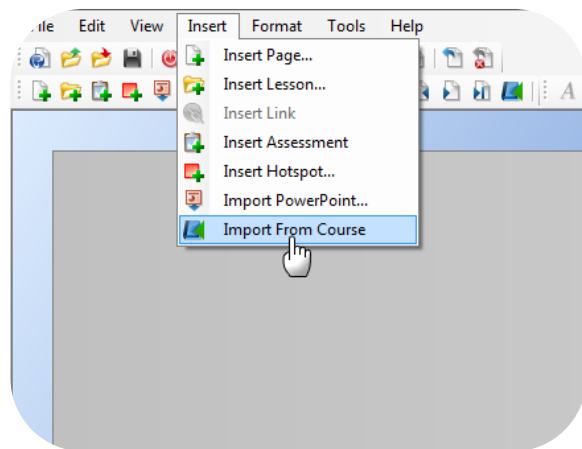 File Edit View Insert Format Tools Help
Insert Page...
Insert Lesson...
Insert Link
Insert Assessment
Insert Hotspot...
Import PowerPoint...
Import From Course
A